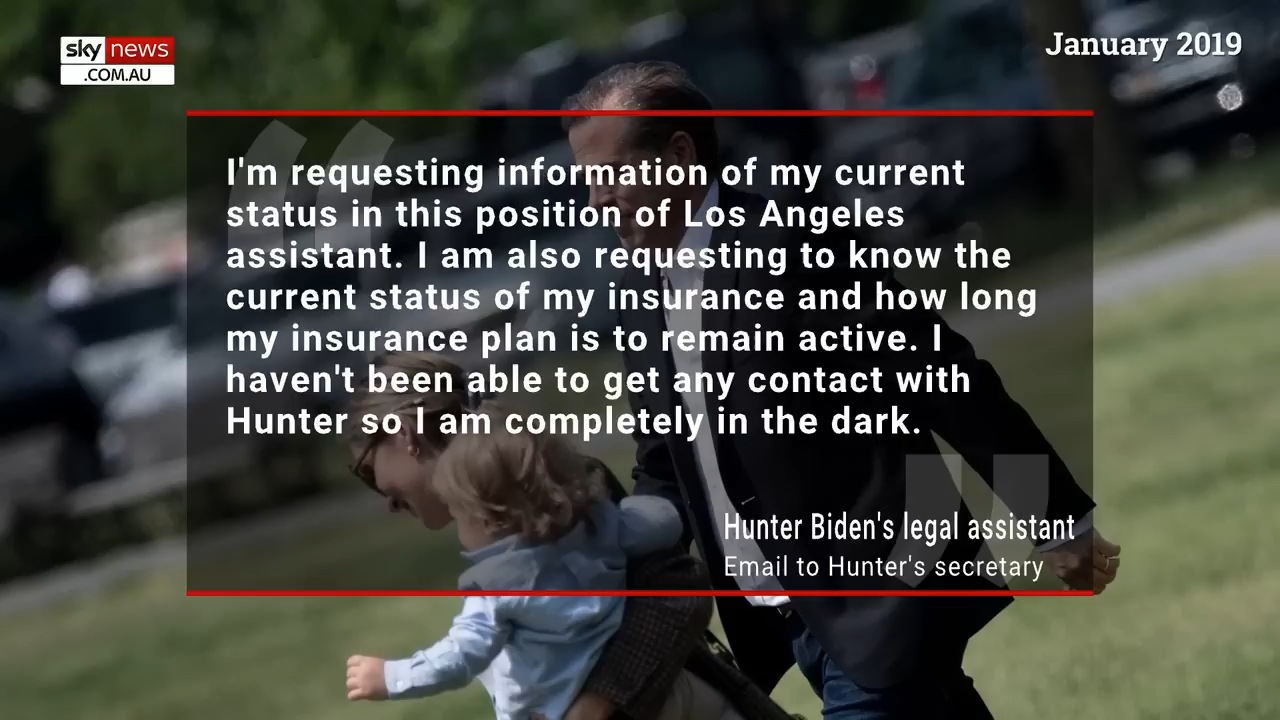 sky news
.COM.AU
January 2019
I'm requesting information of my current
status in this position of Los Angeles
assistant. I am also requesting to know the
current status of my insurance and how long
my insurance plan is to remain active. I
haven't been able to get any contact with
Hunter so I am completely in the dark.
Hunter Biden's legal assistant
Email to Hunter's secretary